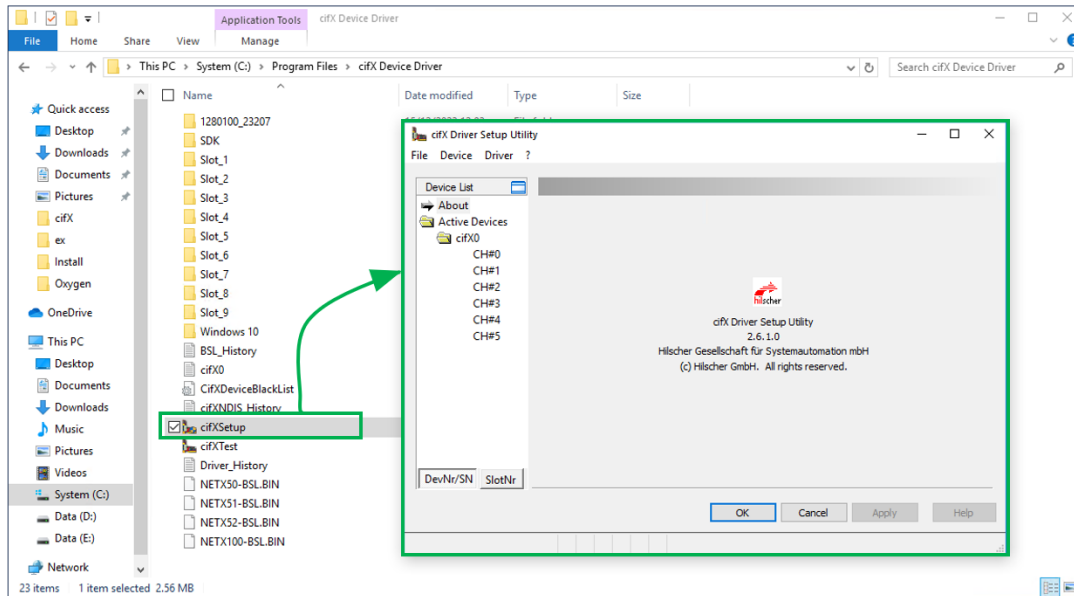 Application Tools
cifX Device Driver
File
Home
Share
View
Manage
This PC
System (C:)
Program Files
cifX Device Driver
Search cifX Device Driver
Quick access
Desktop
Downloads
Documents
Pictures
cifX
ex
Install
Oxygen
OneDrive
This PC
Desktop
Documents
Downloads
Music
Pictures
Videos
System (C:)
Data (D:)
Data (E:)
Network
Name
Date modified
Type
Size
1280100_23207
SDK
Slot_1
Slot_2
Slot_3
Slot_4
Slot_5
Slot_6
Slot_7
Slot_8
Slot_9
Windows 10
BSL_History
cifX0
CifXDeviceBlackList
cifXNDIS_History
cifXSetup
cifXTest
Driver_History
NETX50-BSL.BIN
NETX51-BSL.BIN
NETX52-BSL.BIN
NETX100-BSL.BIN
cifX Driver Setup Utility
File
Device
Driver
?
Device List
About
Active Devices
cifX0
CH#0
CH#1
CH#2
CH#3
CH#4
CH#5
DevNr/SN
SlotNr
hilscher
cifX Driver Setup Utility
2.6.1.0
Hilscher Gesellschaft für Systemautomation mbH
(c) Hilscher GmbH. All rights reserved.
OK
Cancel
Apply
Help
23 items
1 item selected 2.56 MB